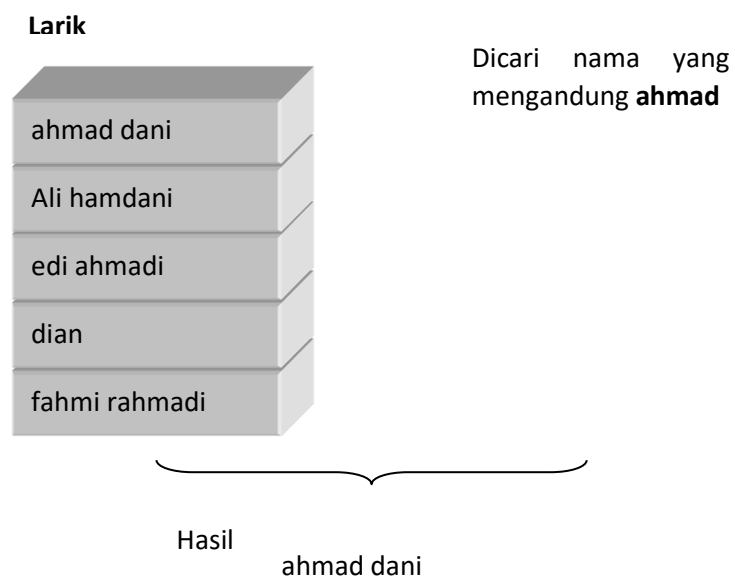 Larik
Dicari nama yang
mengandung ahmad
ahmad dani
Ali hamdani
edi ahmadi
dian
fahmi rahmadi
Hasil
ahmad dani